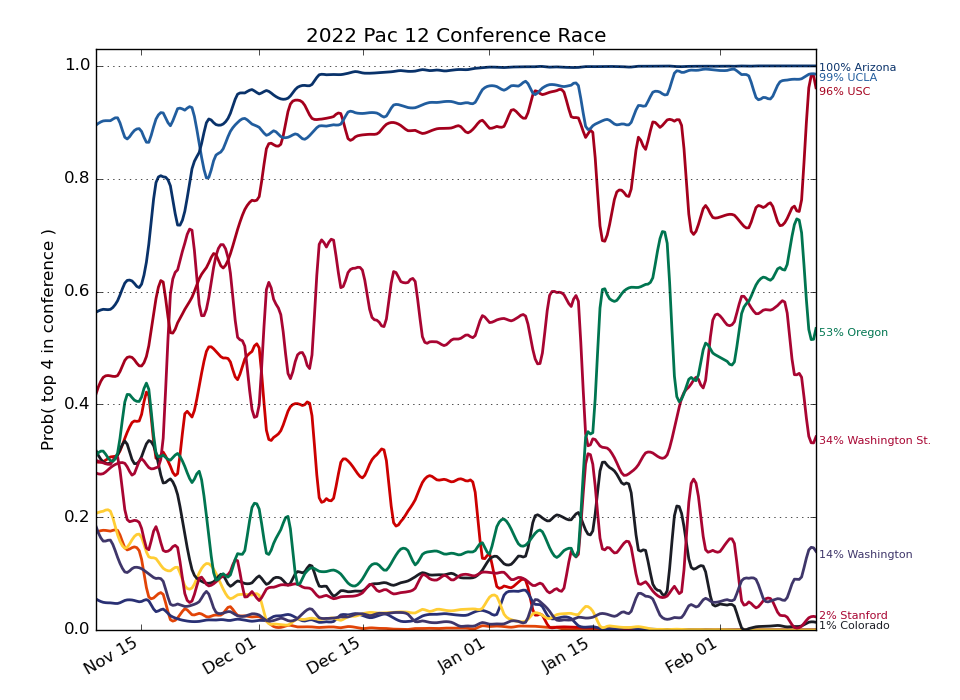 2022 Pac 12 Conference Race
Prob( top 4 in conference )
1.0
0.8
0.6
0.4
0.2
0.0
Nov 15
Dec 01
Dec 15
Jan 01
Jan 15
Feb 01
100% Arizona
99% UCLA
96% USC
53% Oregon
34% Washington St.
14% Washington
2% Stanford
1% Colorado